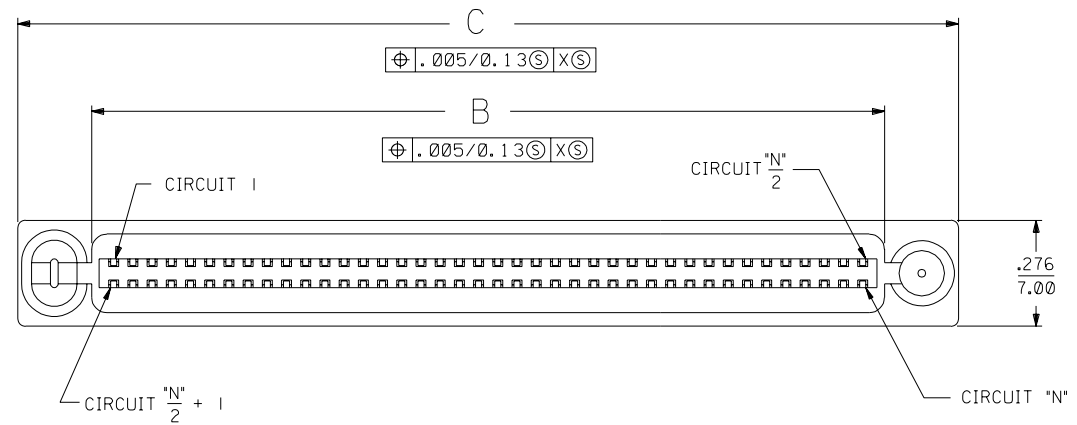 C
⌖ .005/0.13Ⓢ XⓈ
B
⌖ .005/0.13Ⓢ XⓈ
CIRCUIT "N"/2
CIRCUIT 1
.276
7.00
CIRCUIT "N"/2 + 1
CIRCUIT "N"